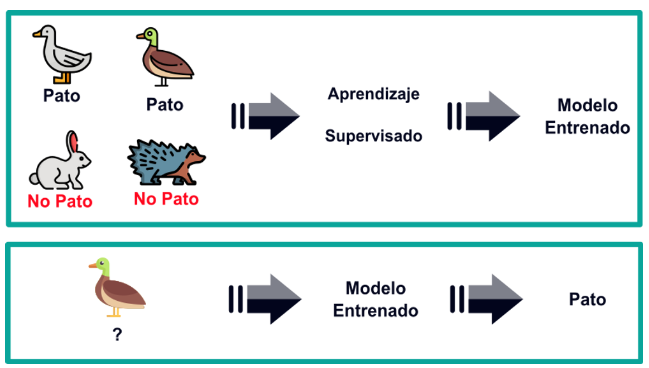 Pato
Pato
No Pato
No Pato
Aprendizaje
Supervisado
Modelo
Entrenado
?
Modelo
Entrenado
Pato